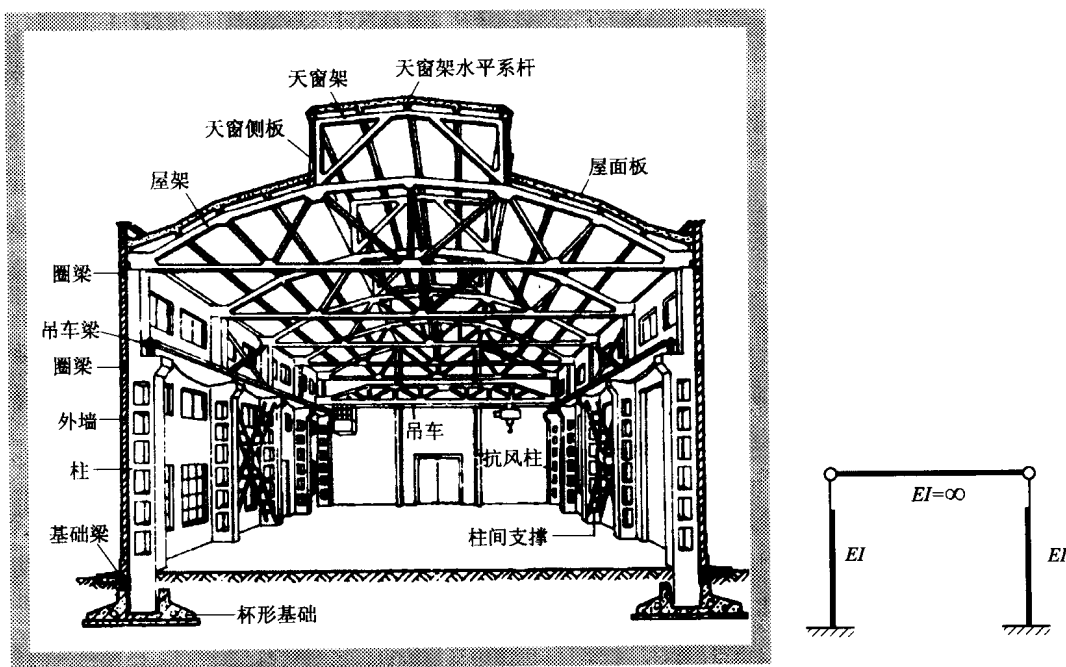 天窗架水平系杆
天窗架
天窗侧板
屋架
屋面板
圈梁
吊车梁
圈梁
外墙
吊车
抗风柱
柱
基础梁
柱间支撑
杯形基础
EI=∞
EI
EI